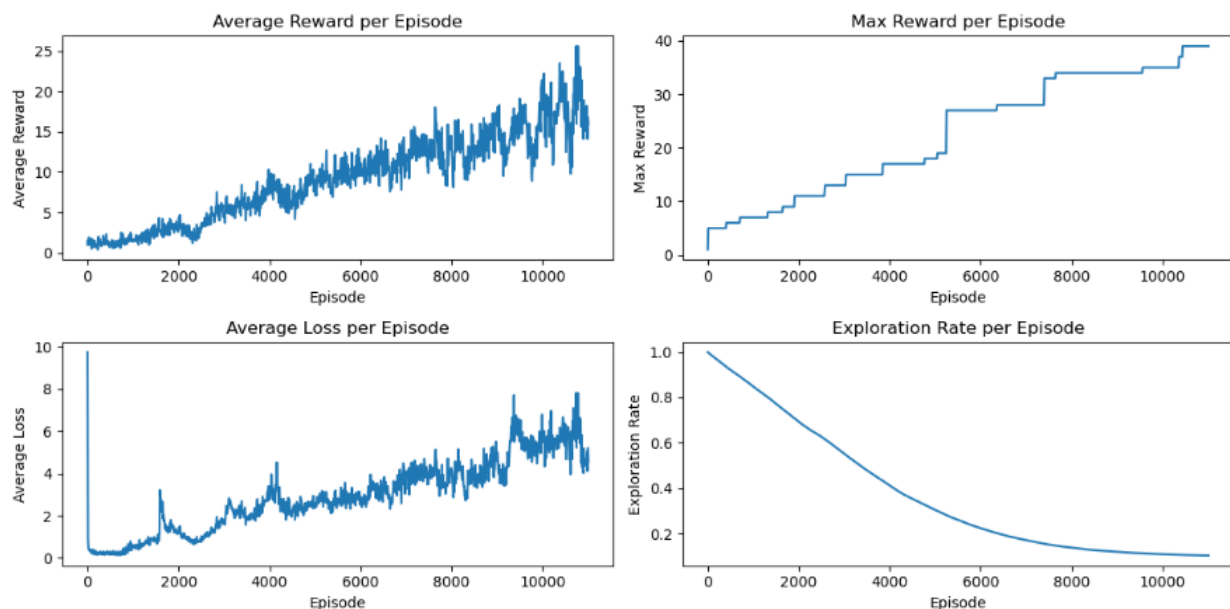 Average Reward per Episode
25
20
15
10
5
0
Average Reward
0 2000 4000 6000 8000 10000
Episode
Max Reward per Episode
40
30
20
10
0
Max Reward
0 2000 4000 6000 8000 10000
Episode
Average Loss per Episode
10
8
6
4
2
0
Average Loss
0 2000 4000 6000 8000 10000
Episode
Exploration Rate per Episode
1.0
0.8
0.6
0.4
0.2
Exploration Rate
0 2000 4000 6000 8000 10000
Episode